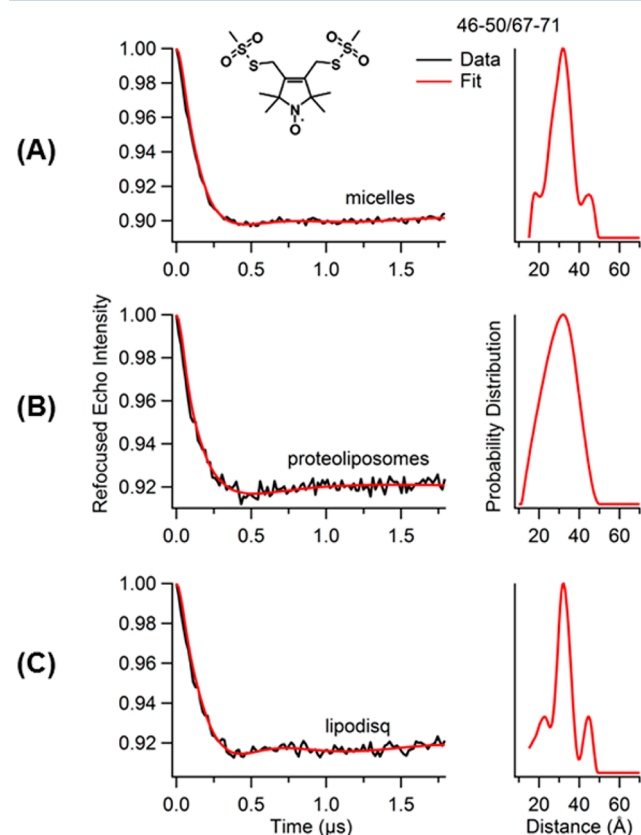 46-50/67-71
Data
Fit
O O
S S
O O
S S
N
O
(A)
1.00
0.98
0.96
0.94
0.92
0.90
micelles
0.0 0.5 1.0 1.5
20 40 60
(B)
Refocused Echo Intensity
1.00
0.98
0.96
0.94
0.92
proteoliposomes
0.0 0.5 1.0 1.5
Probability Distribution
20 40 60
(C)
1.00
0.98
0.96
0.94
0.92
lipodisq
0.0 0.5 1.0 1.5
Time (µs)
20 40 60
Distance (Å)